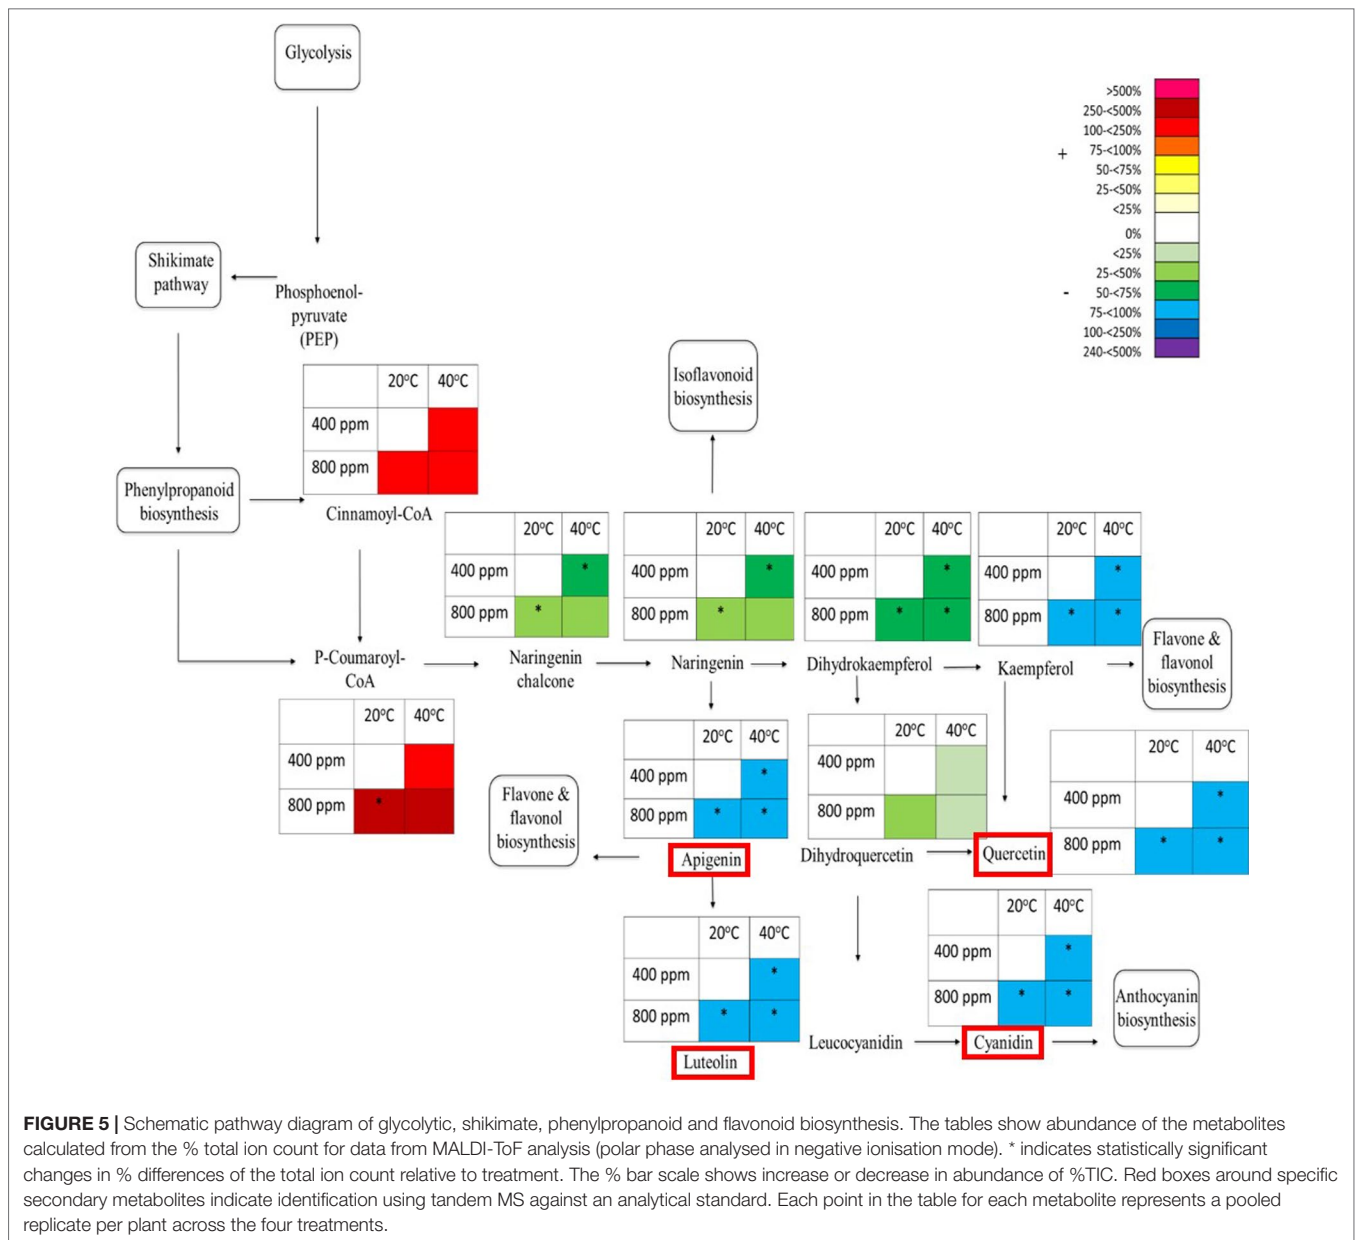 Glycolysis
>500%
250-<500%
100-<250%
75-<100%
+
50-<75%
25-<50%
<25%
0%
<25%
25-<50%
-
50-<75%
75-<100%
100-<250%
240-<500%
Shikimate
pathway
Phosphoenol-
pyruvate
(PEP)
Isoflavonoid
biosynthesis
20°C 40°C
400 ppm
800 ppm
Phenylpropanoid
biosynthesis
Cinnamoyl-CoA
20°C 40°C
400 ppm *
800 ppm *
20°C 40°C
400 ppm *
800 ppm *
20°C 40°C
400 ppm *
800 ppm * *
20°C 40°C
400 ppm *
800 ppm * *
P-Coumaroyl-
CoA
Naringenin
chalcone
Naringenin
Dihydrokaempferol
Kaempferol
Flavone &
flavonol
biosynthesis
20°C 40°C
400 ppm
800 ppm *
Flavone &
flavonol
biosynthesis
20°C 40°C
400 ppm *
800 ppm * *
Apigenin
20°C 40°C
400 ppm
800 ppm
Dihydroquercetin
Quercetin
20°C 40°C
400 ppm *
800 ppm * *
20°C 40°C
400 ppm *
800 ppm * *
Luteolin
Leucocyanidin
20°C 40°C
400 ppm *
800 ppm * *
Cyanidin
Anthocyanin
biosynthesis
FIGURE 5 | Schematic pathway diagram of glycolytic, shikimate, phenylpropanoid and flavonoid biosynthesis. The tables show abundance of the metabolites
calculated from the % total ion count for data from MALDI-ToF analysis (polar phase analysed in negative ionisation mode). * indicates statistically significant
changes in % differences of the total ion count relative to treatment. The % bar scale shows increase or decrease in abundance of %TIC. Red boxes around specific
secondary metabolites indicate identification using tandem MS against an analytical standard. Each point in the table for each metabolite represents a pooled
replicate per plant across the four treatments.